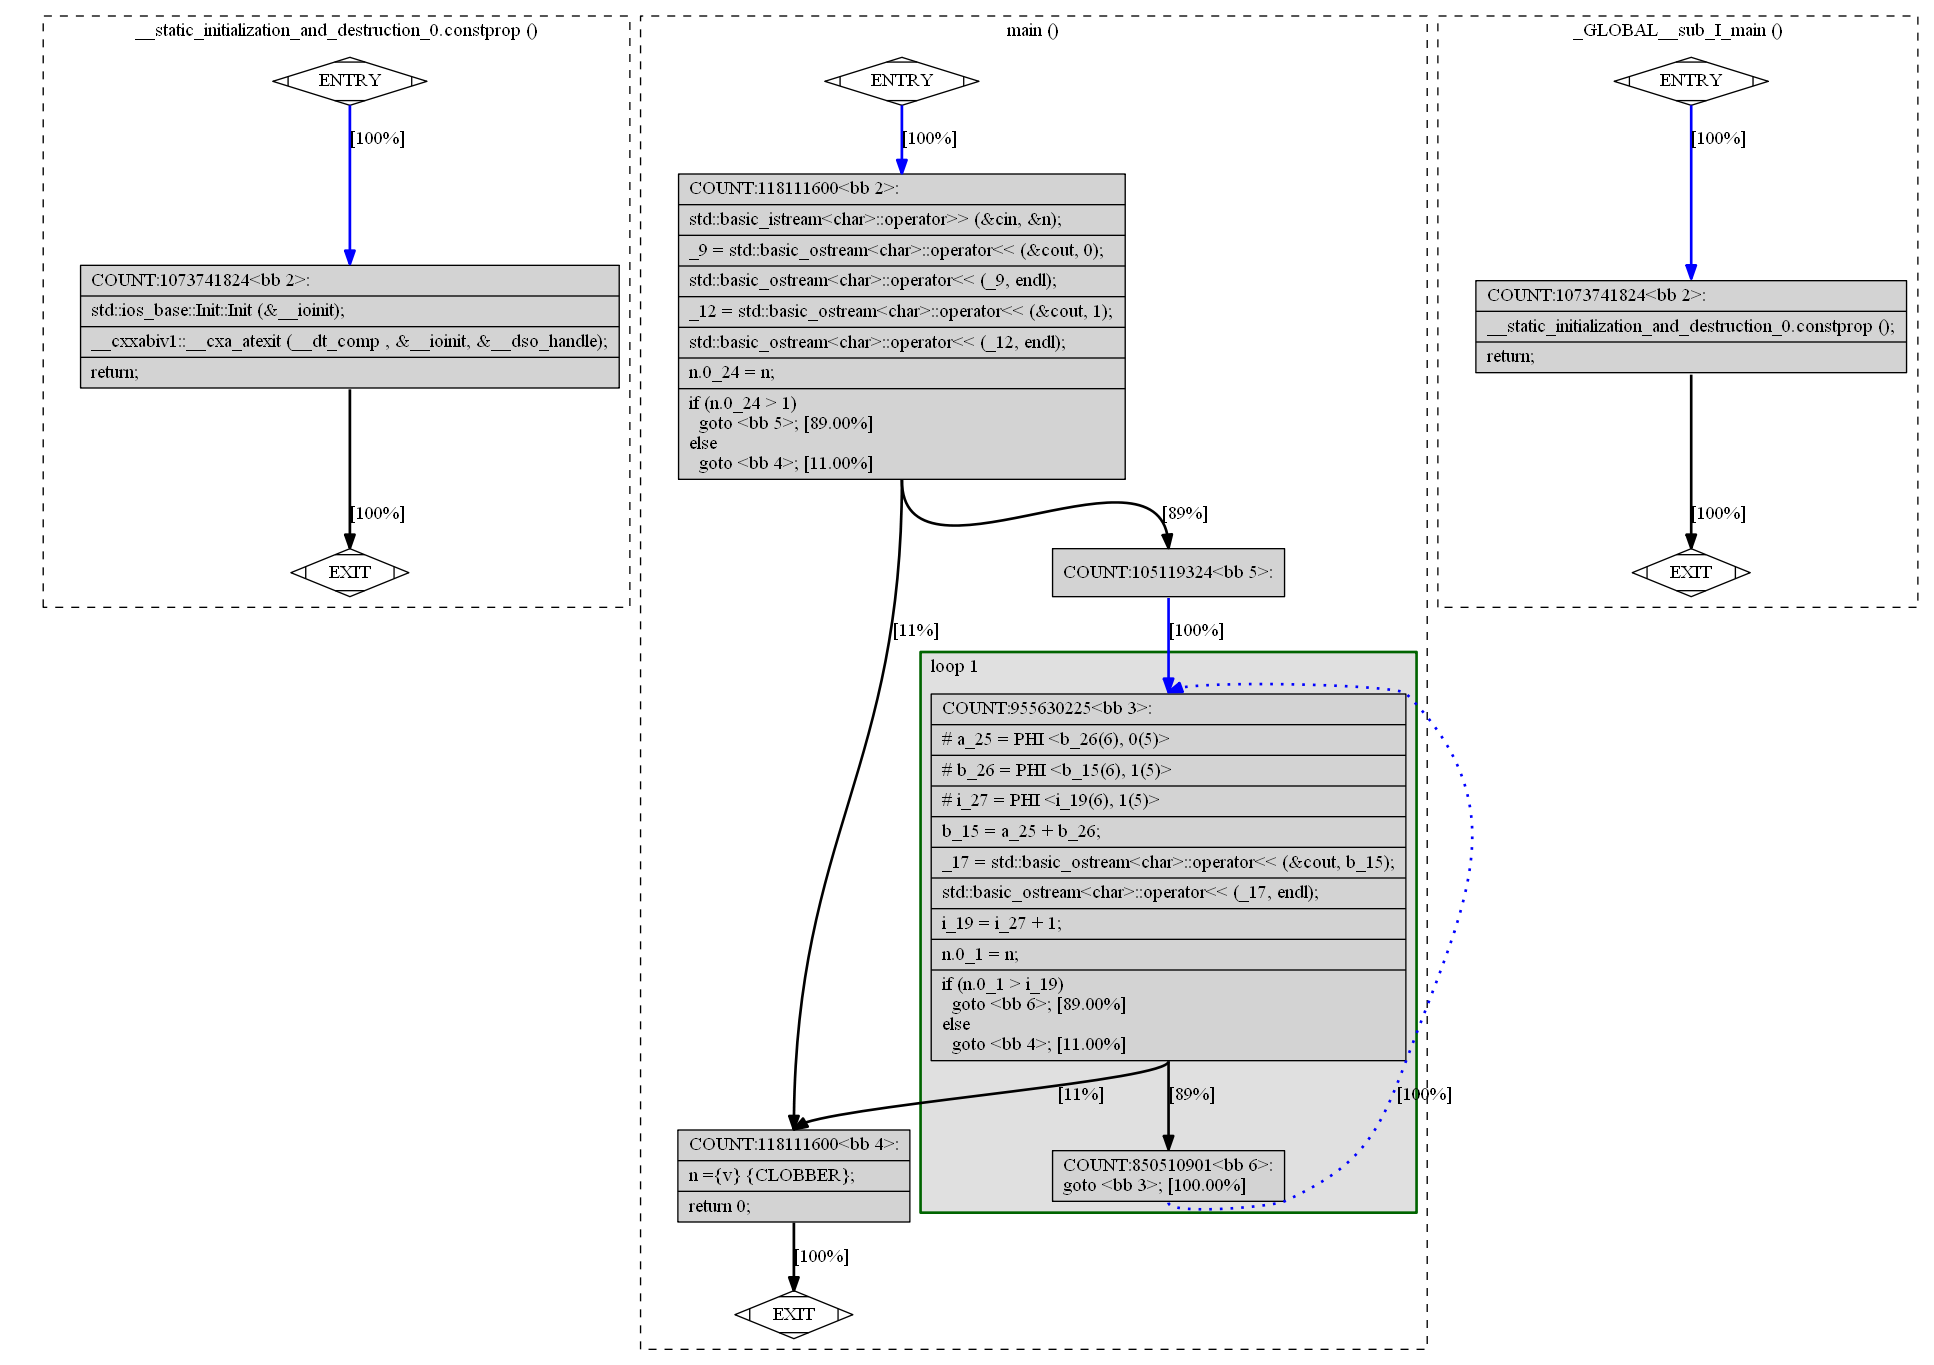 __static_initialization_and_destruction_0.constprop ()
ENTRY
[100%]
COUNT:1073741824<bb 2>:
std::ios_base::Init::Init (&__ioinit);
__cxxabiv1::__cxa_atexit (__dt_comp , &__ioinit, &__dso_handle);
return;
[100%]
EXIT
main ()
ENTRY
[100%]
COUNT:118111600<bb 2>:
std::basic_istream<char>::operator>> (&cin, &n);
_9 = std::basic_ostream<char>::operator<< (&cout, 0);
std::basic_ostream<char>::operator<< (_9, endl);
_12 = std::basic_ostream<char>::operator<< (&cout, 1);
std::basic_ostream<char>::operator<< (_12, endl);
n.0_24 = n;
if (n.0_24 > 1)
goto <bb 5>; [89.00%]
else
goto <bb 4>; [11.00%]
[89%]
COUNT:105119324<bb 5>:
[11%]
[100%]
loop 1
COUNT:955630225<bb 3>:
# a_25 = PHI <b_26(6), 0(5)>
# b_26 = PHI <b_15(6), 1(5)>
# i_27 = PHI <i_19(6), 1(5)>
b_15 = a_25 + b_26;
_17 = std::basic_ostream<char>::operator<< (&cout, b_15);
std::basic_ostream<char>::operator<< (_17, endl);
i_19 = i_27 + 1;
n.0_1 = n;
if (n.0_1 > i_19)
goto <bb 6>; [89.00%]
else
goto <bb 4>; [11.00%]
[11%]
[89%]
[100%]
COUNT:118111600<bb 4>:
n ={v} {CLOBBER};
return 0;
COUNT:850510901<bb 6>:
goto <bb 3>; [100.00%]
[100%]
EXIT
_GLOBAL__sub_I_main ()
ENTRY
[100%]
COUNT:1073741824<bb 2>:
__static_initialization_and_destruction_0.constprop ();
return;
[100%]
EXIT